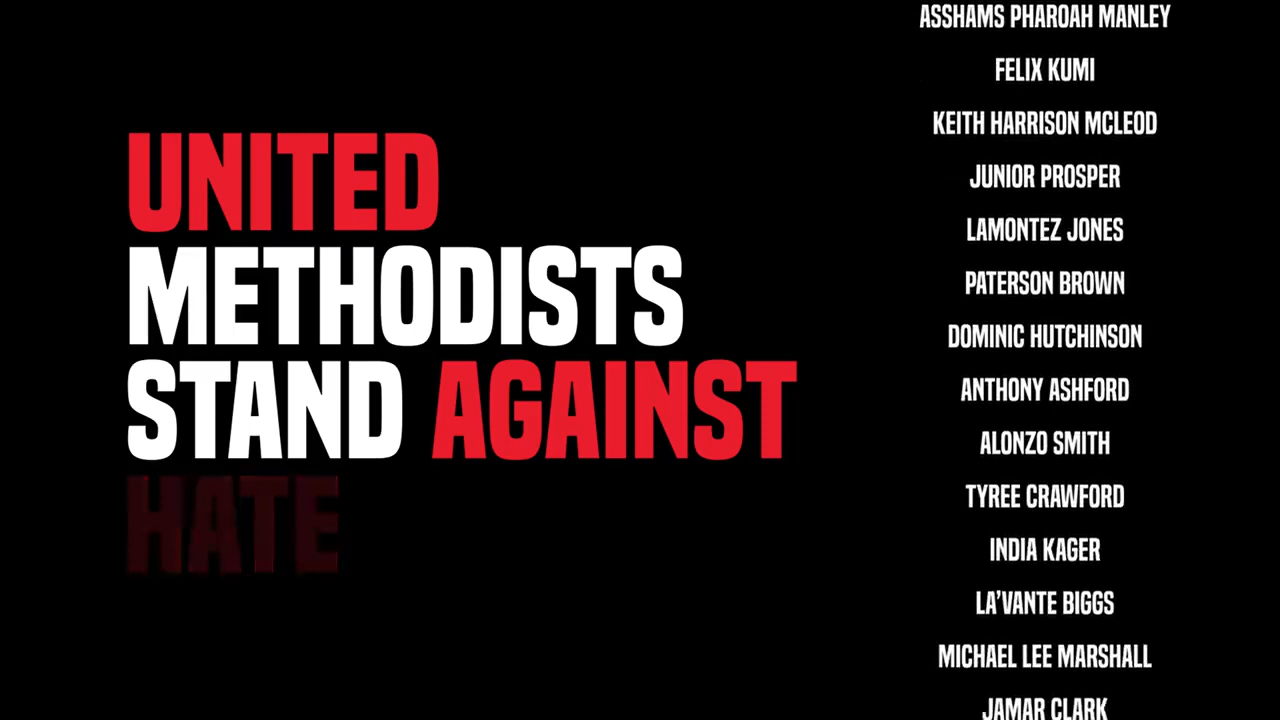 UNITED
METHODISTS
STAND AGAINST
HATE
ASSHAMS PHAROAH MANLEY
FELIX KUMI
KEITH HARRISON MCLEOD
JUNIOR PROSPER
LAMONTEZ JONES
PATERSON BROWN
DOMINIC HUTCHINSON
ANTHONY ASHFORD
ALONZO SMITH
TYREE CRAWFORD
INDIA KAGER
LA'VANTE BIGGS
MICHAEL LEE MARSHALL
JAMAR CLARK